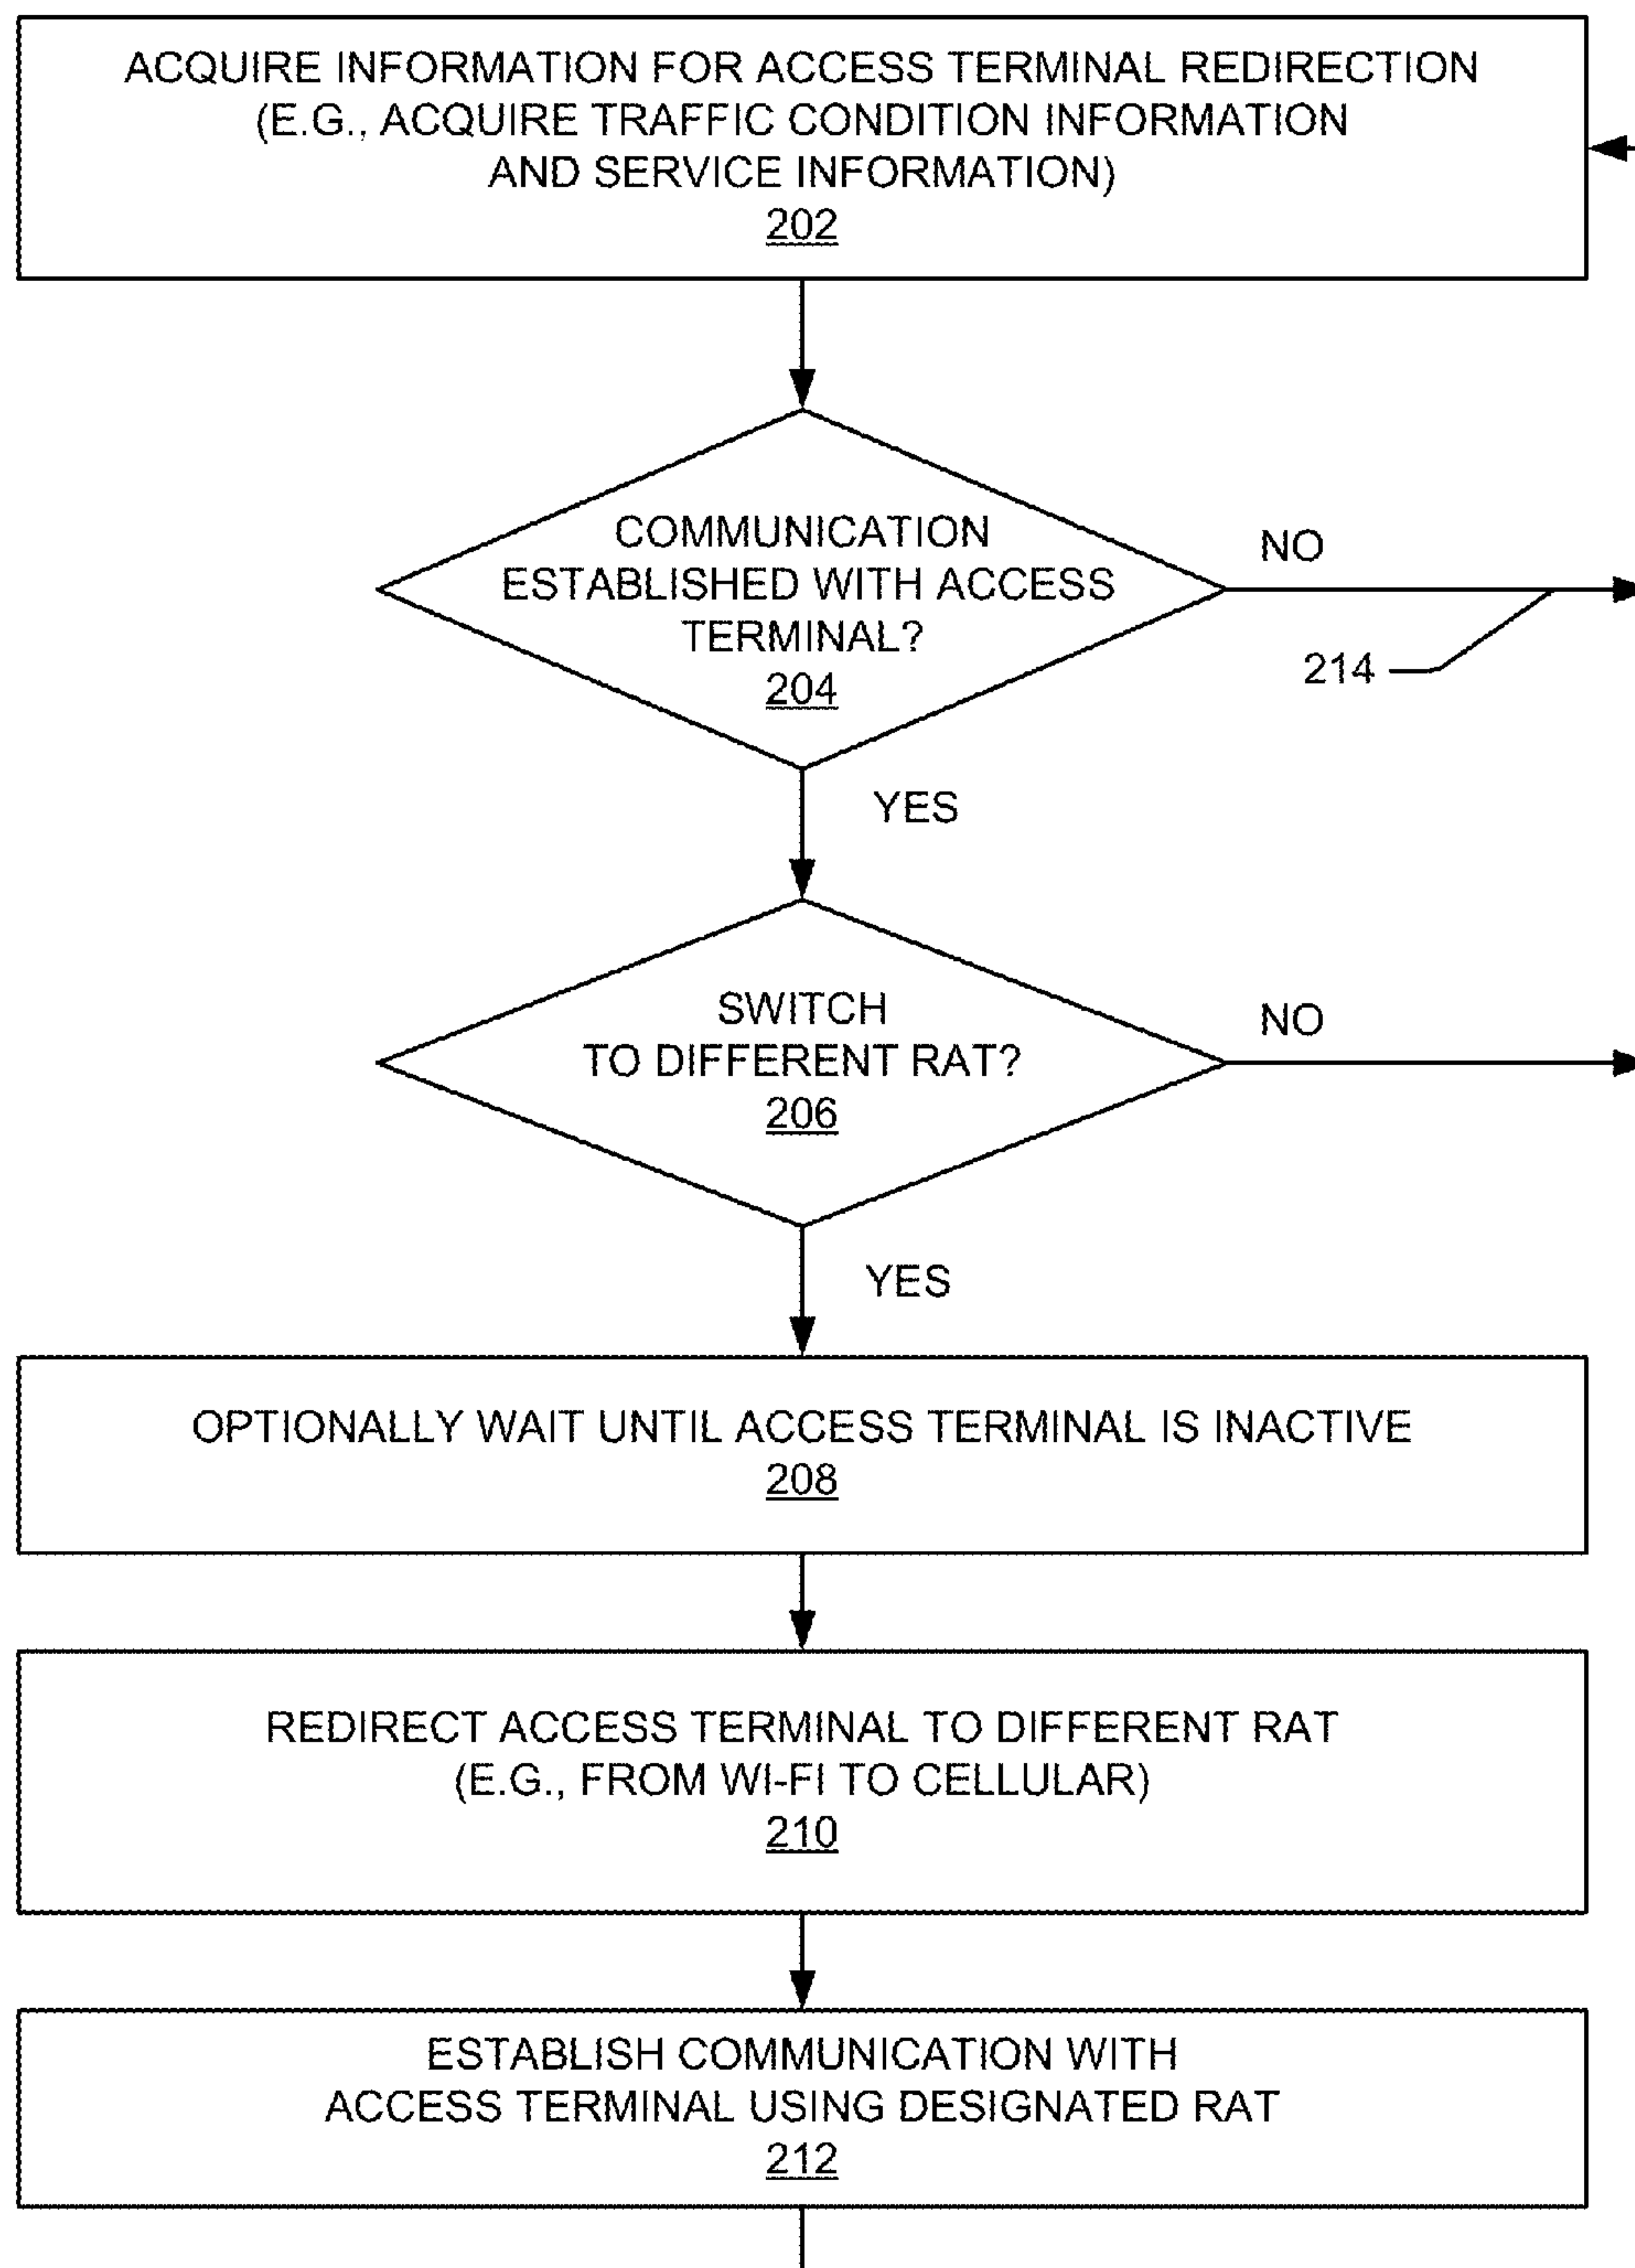 ACQUIRE INFORMATION FOR ACCESS TERMINAL REDIRECTION
(E.G., ACQUIRE TRAFFIC CONDITION INFORMATION
AND SERVICE INFORMATION)
202
COMMUNICATION
ESTABLISHED WITH ACCESS
TERMINAL?
204
NO
214
YES
SWITCH
TO DIFFERENT RAT?
206
NO
YES
OPTIONALLY WAIT UNTIL ACCESS TERMINAL IS INACTIVE
208
REDIRECT ACCESS TERMINAL TO DIFFERENT RAT
(E.G., FROM WI-FI TO CELLULAR)
210
ESTABLISH COMMUNICATION WITH
ACCESS TERMINAL USING DESIGNATED RAT
212